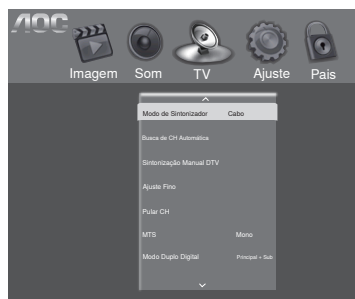 AOC
Imagem Som TV Ajuste Pais
Modo de Sintonizador Cabo
Busca de CH Automática
Sintonização Manual DTV
Ajuste Fino
Pular CH
MTS Mono
Modo Duplo Digital Principal + Sub